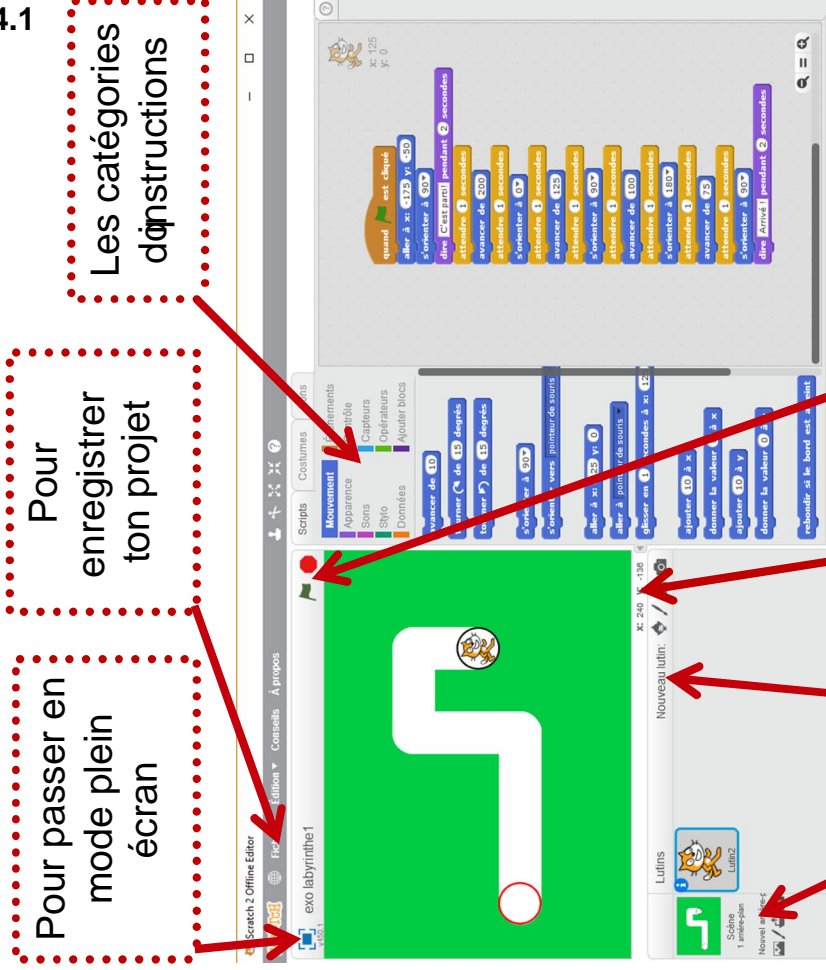 4.1
Pour passer en
mode plein
écran
Pour
enregistrer
ton projet
Les catégories
d'instructions
Scratch 2 Offline Editor
Édition Conseils À propos
exo labyrinthe1
v450.1
x: 240 y: -136
Lutins
Nouveau lutin:
Scène
1 arrière-plan
Lutin2
Scripts
Costumes
Mouvement
Apparence
Sons
Stylo
Données
Capteurs
Opérateurs
Ajouter blocs
avancer de 10
tourner de 15 degrés
tourner de 15 degrés
s'orienter à 90
s'orienter vers pointeur de souris
aller à x: 125 y: 0
aller à pointeur de souris
glisser en 1 secondes à x:
ajouter 10 à x
donner la valeur à x
ajouter 10 à y
donner la valeur 0 à
rebondir si le bord est atteint
x: 125
y: 0
quand est cliqué
aller à x: -175 y: -50
s'orienter à 90
dire C'est parti! pendant 2 secondes
attendre 1 secondes
avancer de 200
attendre 1 secondes
s'orienter à 0
attendre 1 secondes
avancer de 125
attendre 1 secondes
s'orienter à 90
attendre 1 secondes
avancer de 100
attendre 1 secondes
s'orienter à 180
attendre 1 secondes
avancer de 75
attendre 1 secondes
s'orienter à 90
dire Arrivé ! pendant 2 secondes